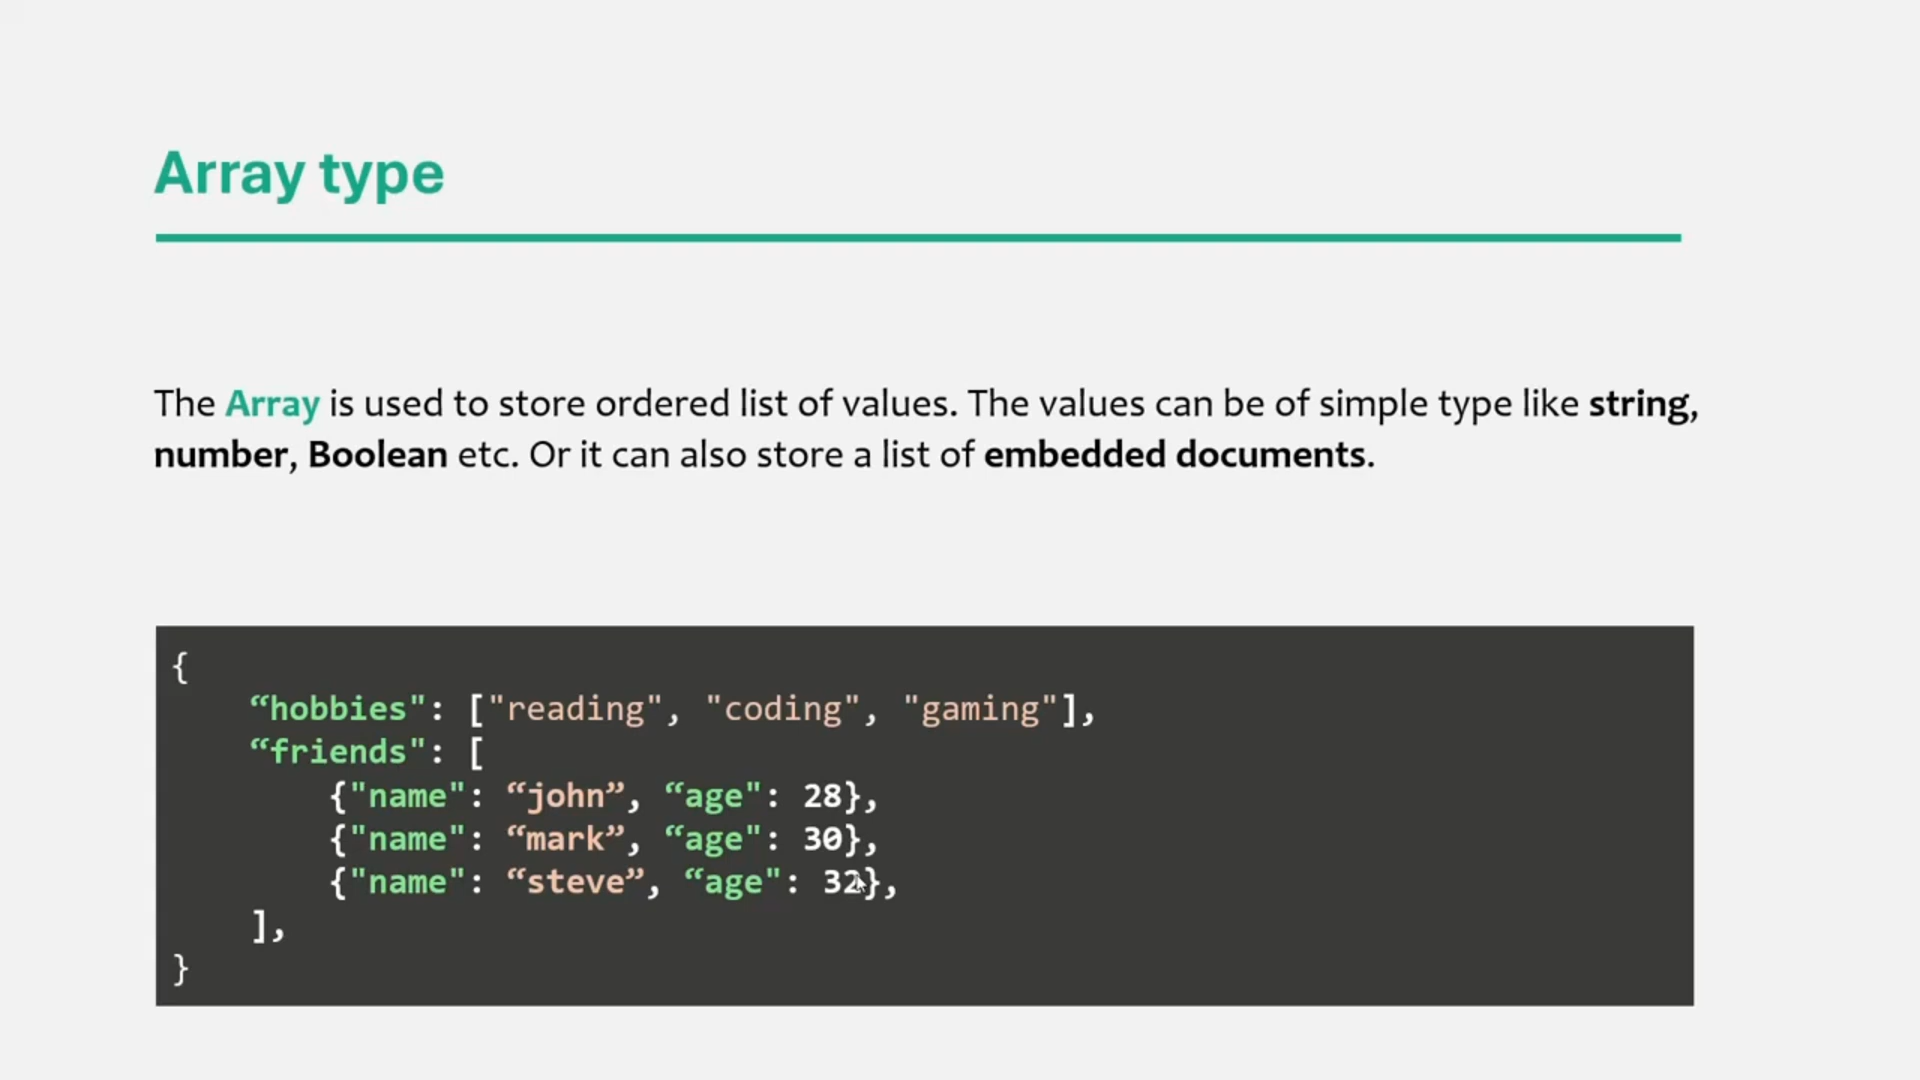 Array type
The Array is used to store ordered list of values. The values can be of simple type like string,
number, Boolean etc. Or it can also store a list of embedded documents.
{
“hobbies": ["reading", "coding", "gaming"],
“friends": [
{"name": “john”, “age": 28},
{"name": “mark”, “age": 30},
{"name": “steve”, “age": 32},
],
}